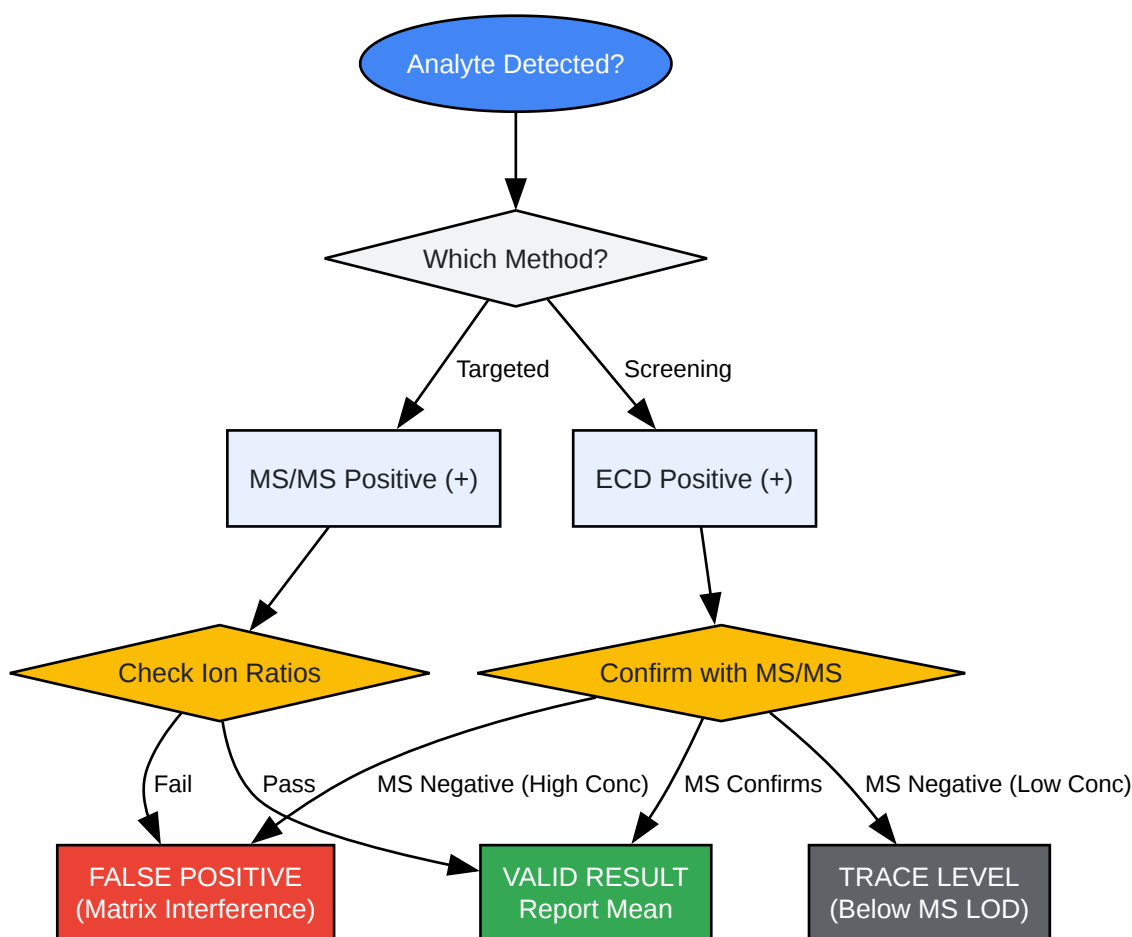 Analyte Detected?
Which Method?
Targeted
Screening
MS/MS Positive (+)
ECD Positive (+)
Check Ion Ratios
Confirm with MS/MS
Fail
Pass
MS Negative (High Conc)
MS Confirms
MS Negative (Low Conc)
FALSE POSITIVE
(Matrix Interference)
VALID RESULT
Report Mean
TRACE LEVEL
(Below MS LOD)